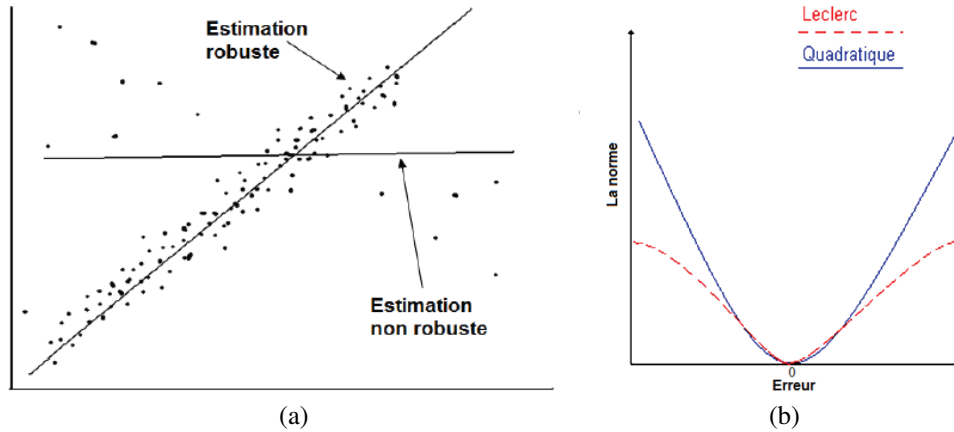 Estimation
robuste
Estimation
non robuste
(a)
Leclerc
Quadratique
La norme
0
Erreur
(b)